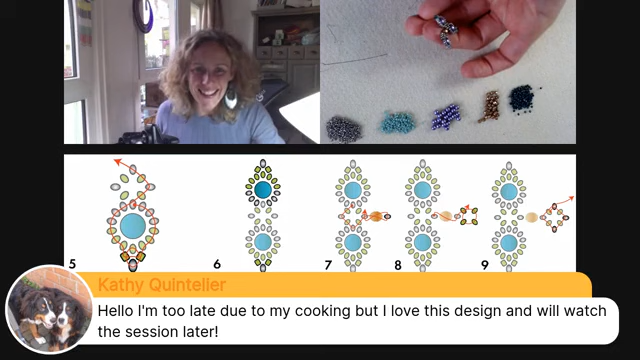 5
6
7
8
9
Kathy Quintelier
Hello I'm too late due to my cooking but I love this design and will watch
the session later!